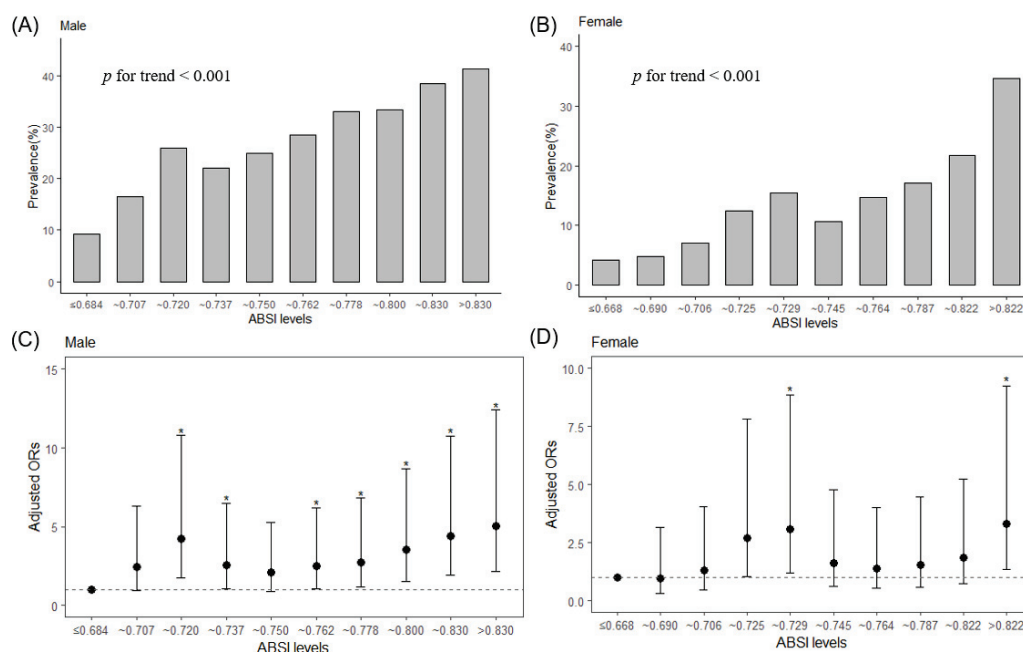 (A)
Male
p for trend < 0.001
Prevalence(%)
40
30
20
10
0
≤0.684 ~0.707 ~0.720 ~0.737 ~0.750 ~0.762 ~0.778 ~0.800 ~0.830 >0.830
ABSI levels
(B)
Female
p for trend < 0.001
Prevalence(%)
40
30
20
10
0
≤0.668 ~0.690 ~0.706 ~0.725 ~0.729 ~0.745 ~0.764 ~0.787 ~0.822 >0.822
ABSI levels
(C)
Male
Adjusted ORs
15
10
5
0
* * * * * * *
≤0.684 ~0.707 ~0.720 ~0.737 ~0.750 ~0.762 ~0.778 ~0.800 ~0.830 >0.830
ABSI levels
(D)
Female
Adjusted ORs
10.0
7.5
5.0
2.5
0.0
* *
≤0.668 ~0.690 ~0.706 ~0.725 ~0.729 ~0.745 ~0.764 ~0.787 ~0.822 >0.822
ABSI levels